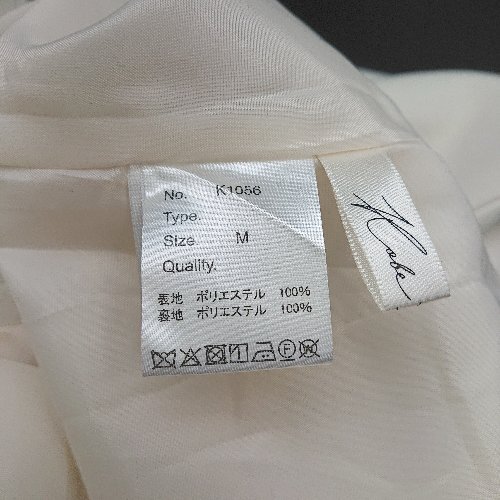 No. K1056
Type.
Size M
Quality.
表地 ポリエステル 100%
裏地 ポリエステル 100%
F W
Kobe